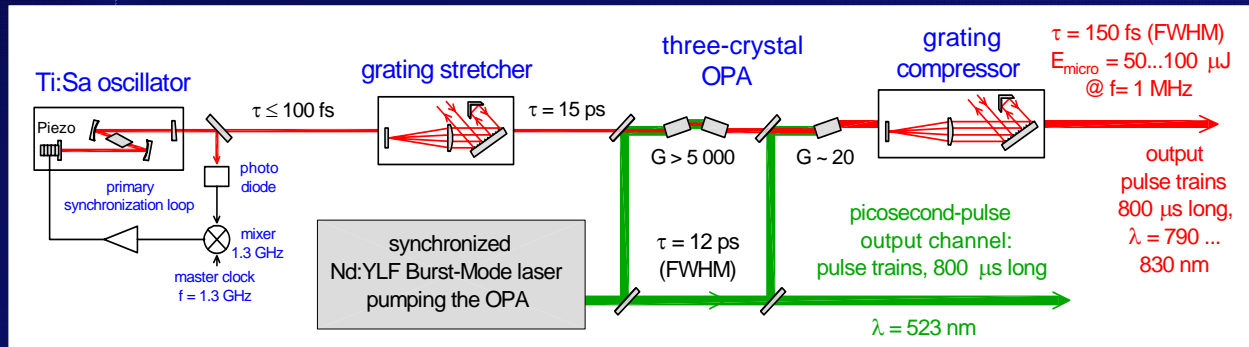 Ti:Sa oscillator
Piezo
primary
synchronization loop
τ ≤ 100 fs
photo
diode
mixer
1.3 GHz
master clock
f = 1.3 GHz
grating stretcher
τ = 15 ps
synchronized
Nd:YLF Burst-Mode laser
pumping the OPA
three-crystal
OPA
G > 5 000
G ~ 20
τ = 12 ps
(FWHM)
grating
compressor
picosecond-pulse
output channel:
pulse trains, 800 µs long
λ = 523 nm
τ = 150 fs (FWHM)
Emicro = 50...100 µJ
@ f= 1 MHz
output
pulse trains
800 µs long,
λ = 790 ...
830 nm